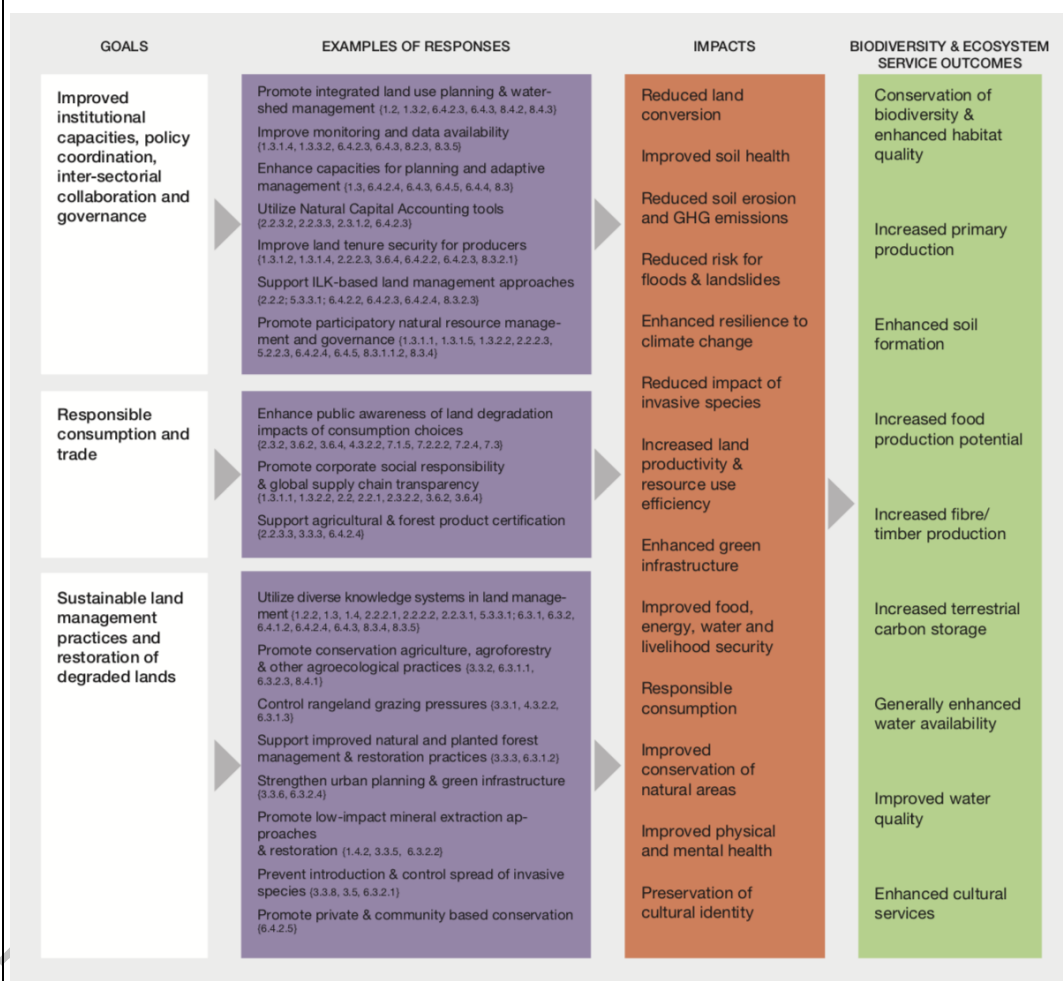 GOALS
EXAMPLES OF RESPONSES
IMPACTS
BIODIVERSITY & ECOSYSTEM
SERVICE OUTCOMES
Improved
institutional
capacities, policy
coordination,
inter-sectorial
collaboration and
governance
Promote integrated land use planning & water-
shed management {1.2, 1.3.2, 6.4.2.3, 6.4.3, 8.4.2, 8.4.3}
Improve monitoring and data availability
{1.3.1.4, 1.3.3.2, 6.4.2.3, 6.4.3, 8.2.3, 8.3.5}
Enhance capacities for planning and adaptive
management {1.3, 6.4.2.4, 6.4.3, 6.4.5, 6.4.4, 8.3}
Utilize Natural Capital Accounting tools
{2.2.3.2, 2.2.3.3, 2.3.1.2, 6.4.2.3}
Improve land tenure security for producers
{1.3.1.2, 1.3.1.4, 2.2.2.3, 3.6.4, 6.4.2.2, 6.4.2.3, 8.3.2.1}
Support ILK-based land management approaches
{2.2.2; 5.3.3.1; 6.4.2.2, 6.4.2.3, 6.4.2.4, 8.3.2.3}
Promote participatory natural resource manage-
ment and governance {1.3.1.1, 1.3.1.5, 1.3.2.2, 2.2.2.3,
5.2.2.3, 6.4.2.4, 6.4.5, 8.3.1.1.2, 8.3.4}
Responsible
consumption and
trade
Enhance public awareness of land degradation
impacts of consumption choices
{2.3.2, 3.6.2, 3.6.4, 4.3.2.2, 7.1.5, 7.2.2.2, 7.2.4, 7.3}
Promote corporate social responsibility
& global supply chain transparency
{1.3.1.1, 1.3.2.2, 2.2, 2.2.1, 2.3.2.2, 3.6.2, 3.6.4}
Support agricultural & forest product certification
{2.2.3.3, 3.3.3, 6.4.2.4}
Sustainable land
management
practices and
restoration of
degraded lands
Utilize diverse knowledge systems in land manage-
ment {1.2.2, 1.3, 1.4, 2.2.2.1, 2.2.2.2, 2.2.3.1, 5.3.3.1; 6.3.1, 6.3.2,
6.4.1.2, 6.4.2.4, 6.4.3, 8.3.4, 8.3.5}
Promote conservation agriculture, agroforestry
& other agroecological practices {3.3.2, 6.3.1.1,
6.3.2.3, 8.4.1}
Control rangeland grazing pressures {3.3.1, 4.3.2.2,
6.3.1.3}
Support improved natural and planted forest
management & restoration practices {3.3.3, 6.3.1.2}
Strengthen urban planning & green infrastructure
{3.3.6, 6.3.2.4}
Promote low-impact mineral extraction ap-
proaches
& restoration {1.4.2, 3.3.5, 6.3.2.2}
Prevent introduction & control spread of invasive
species {3.3.8, 3.5, 6.3.2.1}
Promote private & community based conservation
{6.4.2.5}
Reduced land
conversion
Improved soil health
Reduced soil erosion
and GHG emissions
Reduced risk for
floods & landslides
Enhanced resilience to
climate change
Reduced impact of
invasive species
Increased land
productivity &
resource use
efficiency
Enhanced green
infrastructure
Improved food,
energy, water and
livelihood security
Responsible
consumption
Improved
conservation of
natural areas
Improved physical
and mental health
Preservation of
cultural identity
Conservation of
biodiversity &
enhanced habitat
quality
Increased primary
production
Enhanced soil
formation
Increased food
production potential
Increased fibre/
timber production
Increased terrestrial
carbon storage
Generally enhanced
water availability
Improved water
quality
Enhanced cultural
services